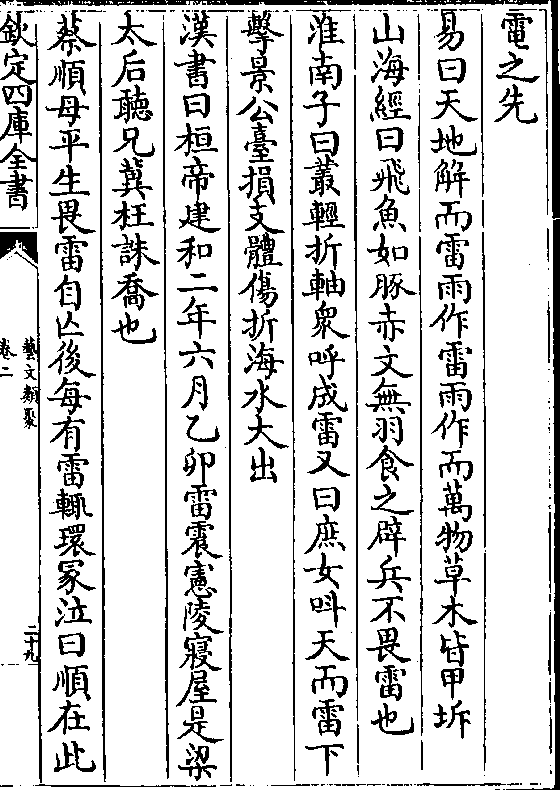 電之先
易曰天地解而雷雨作雷雨作而萬物草木皆甲坼
山海經曰飛魚如豚赤文無羽食之辟兵不畏雷也
淮南子曰叢輕折軸衆呼成雷又曰庶女叫天而雷下
擊景公臺損支體傷折海水大出
漢書曰桓帝建和二年六月乙卯雷震憲陵寢屋是梁
太后聽兄冀枉誅喬也
蔡順母平生畏雷自亡後每有雷輒環冢泣曰順在此
欽定四庫全書
藝文類聚
卷二
二十九